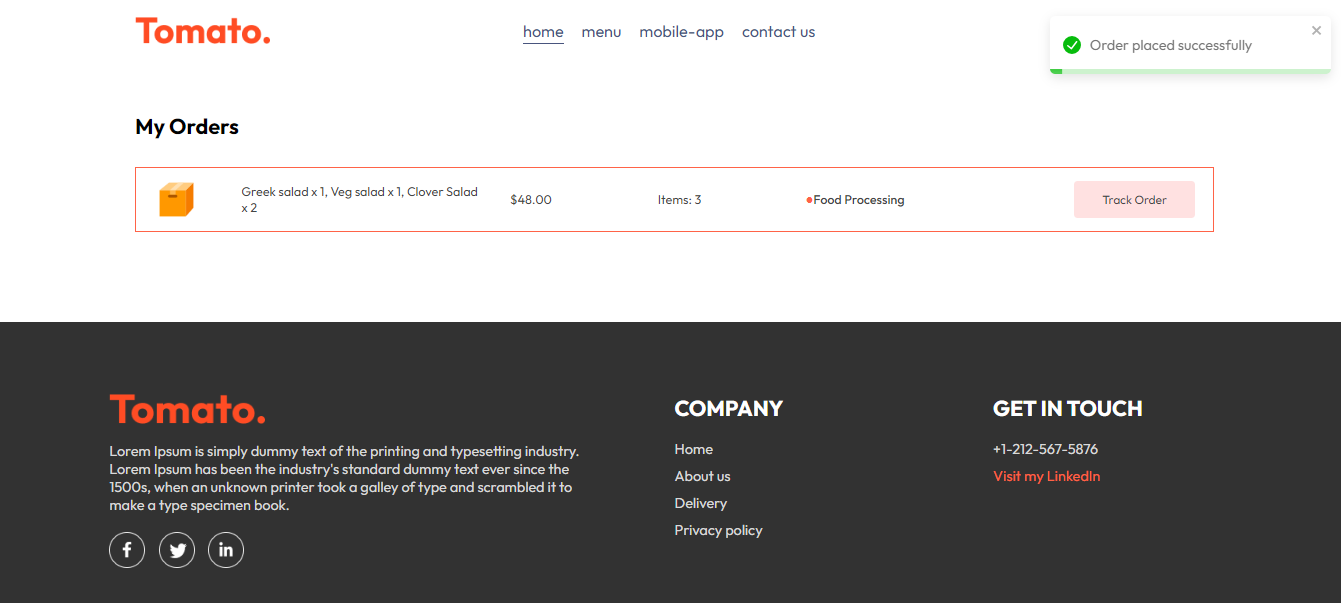 Tomato.
home menu mobile-app contact us
Order placed successfully
My Orders
Greek salad x 1, Veg salad x 1, Clover Salad
x 2
$48.00
Items: 3
Food Processing
Track Order
Tomato.
Lorem Ipsum is simply dummy text of the printing and typesetting industry.
Lorem Ipsum has been the industry's standard dummy text ever since the
1500s, when an unknown printer took a galley of type and scrambled it to
make a type specimen book.
COMPANY
Home
About us
Delivery
Privacy policy
GET IN TOUCH
+1-212-567-5876
Visit my LinkedIn